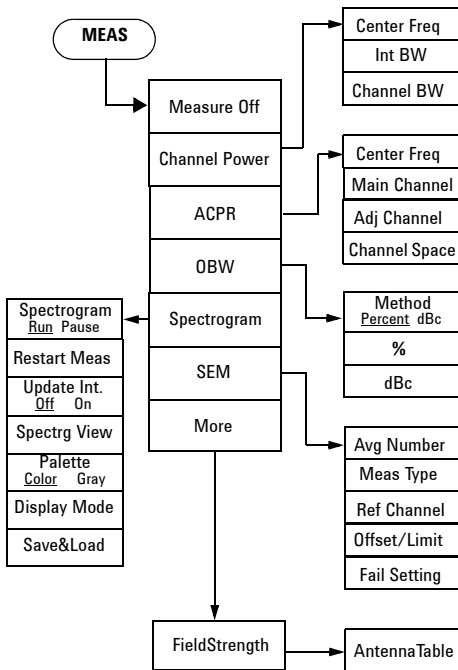 MEAS
Measure Off
Channel Power
ACPR
OBW
Spectrogram
SEM
More
Center Freq
Int BW
Channel BW
Center Freq
Main Channel
Adj Channel
Channel Space
Method
Percent dBc
%
dBc
Spectrogram
Run Pause
Restart Meas
Update Int.
Off On
Spectrg View
Palette
Color Gray
Display Mode
Save&Load
Avg Number
Meas Type
Ref Channel
Offset/Limit
Fail Setting
FieldStrength
AntennaTable